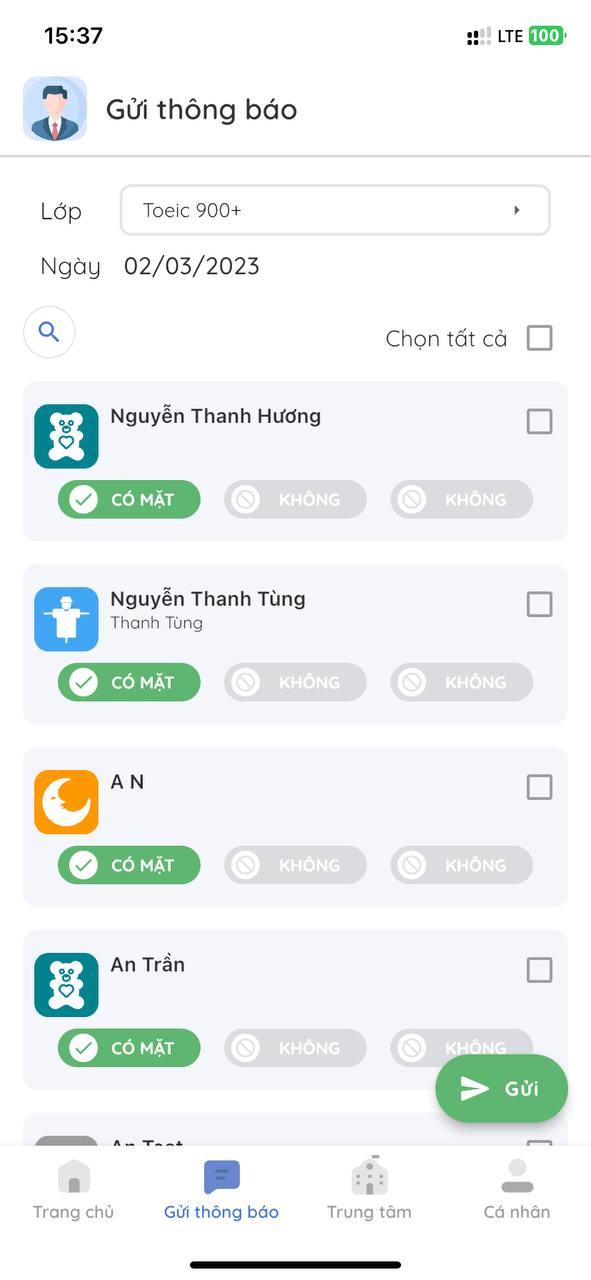 15:37 LTE 100
Gửi thông báo
Lớp Toeic 900+
Ngày 02/03/2023
Chọn tất cả
Nguyễn Thanh Hương
CÓ MẶT KHÔNG KHÔNG
Nguyễn Thanh Tùng
Thanh Tùng
CÓ MẶT KHÔNG KHÔNG
A N
CÓ MẶT KHÔNG KHÔNG
An Trần
CÓ MẶT KHÔNG KHÔNG
Gửi
Trang chủ Gửi thông báo Trung tâm Cá nhân